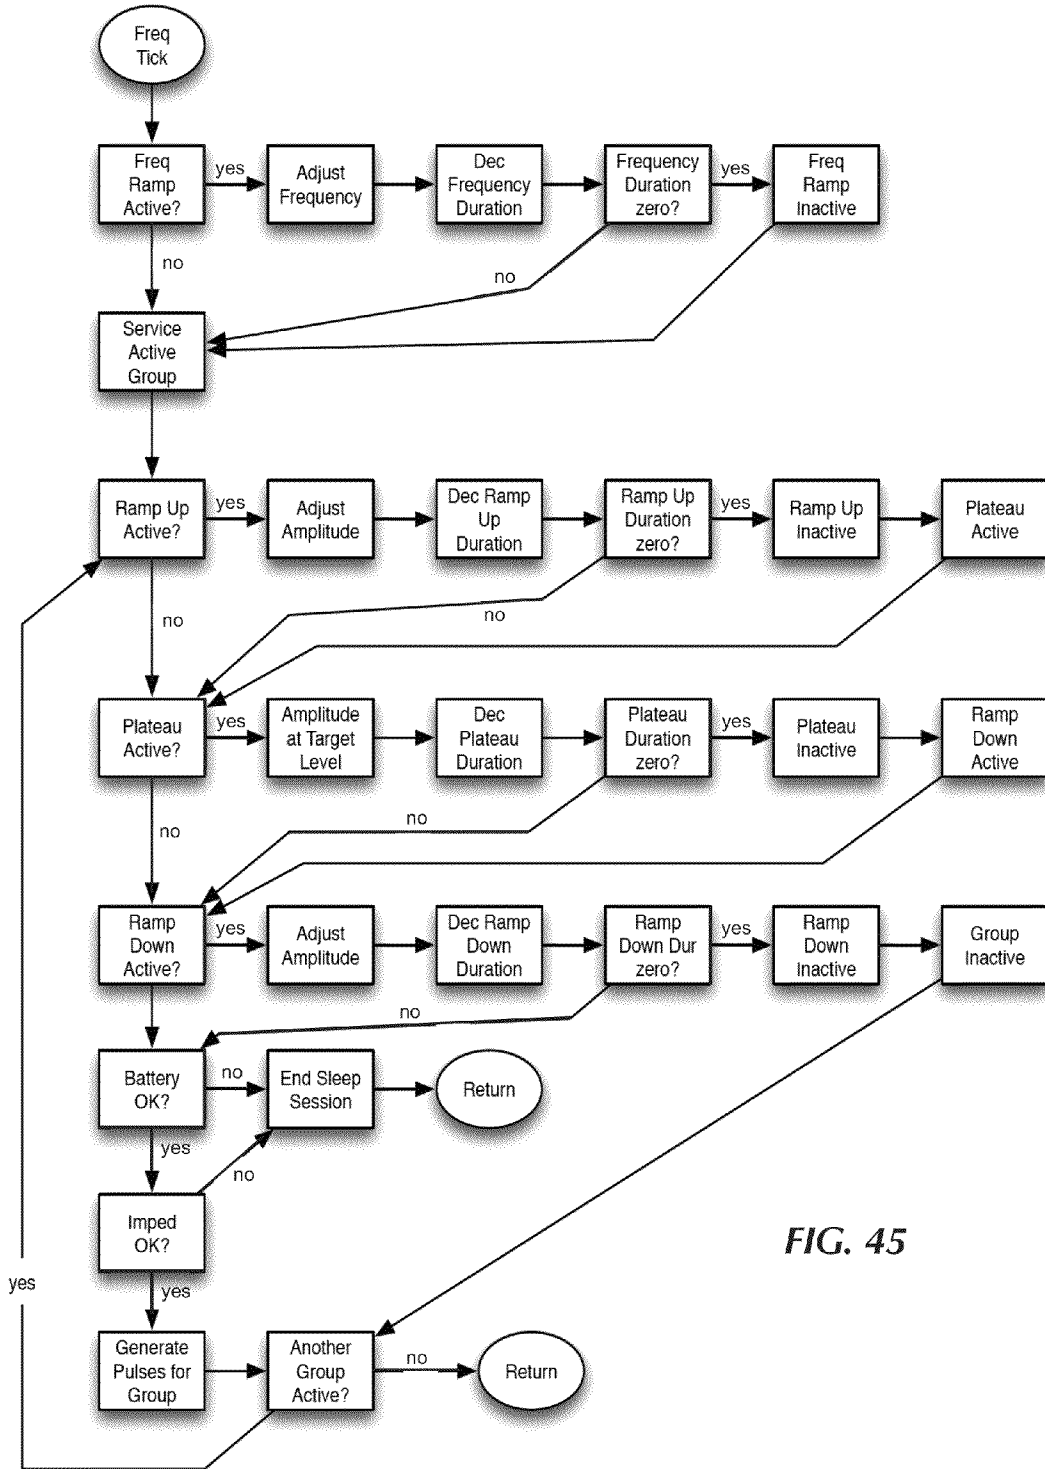 Freq
Tick
Freq
Ramp
Active?
yes
Adjust
Frequency
Dec
Frequency
Duration
Frequency
Duration
zero?
yes
Freq
Ramp
Inactive
no
no
Service
Active
Group
Ramp Up
Active?
yes
Adjust
Amplitude
Dec Ramp
Up
Duration
Ramp Up
Duration
zero?
yes
Ramp Up
Inactive
Plateau
Active
no
no
Plateau
Active?
yes
Amplitude
at Target
Level
Dec
Plateau
Duration
Plateau
Duration
zero?
yes
Plateau
Inactive
Ramp
Down
Active
no
no
Ramp
Down
Active?
yes
Adjust
Amplitude
Dec Ramp
Down
Duration
Ramp
Down Dur
zero?
yes
Ramp
Down
Inactive
Group
Inactive
no
Battery
OK?
no
End Sleep
Session
Return
yes
no
Imped
OK?
yes
yes
Generate
Pulses for
Group
Another
Group
Active?
no
Return
FIG. 45